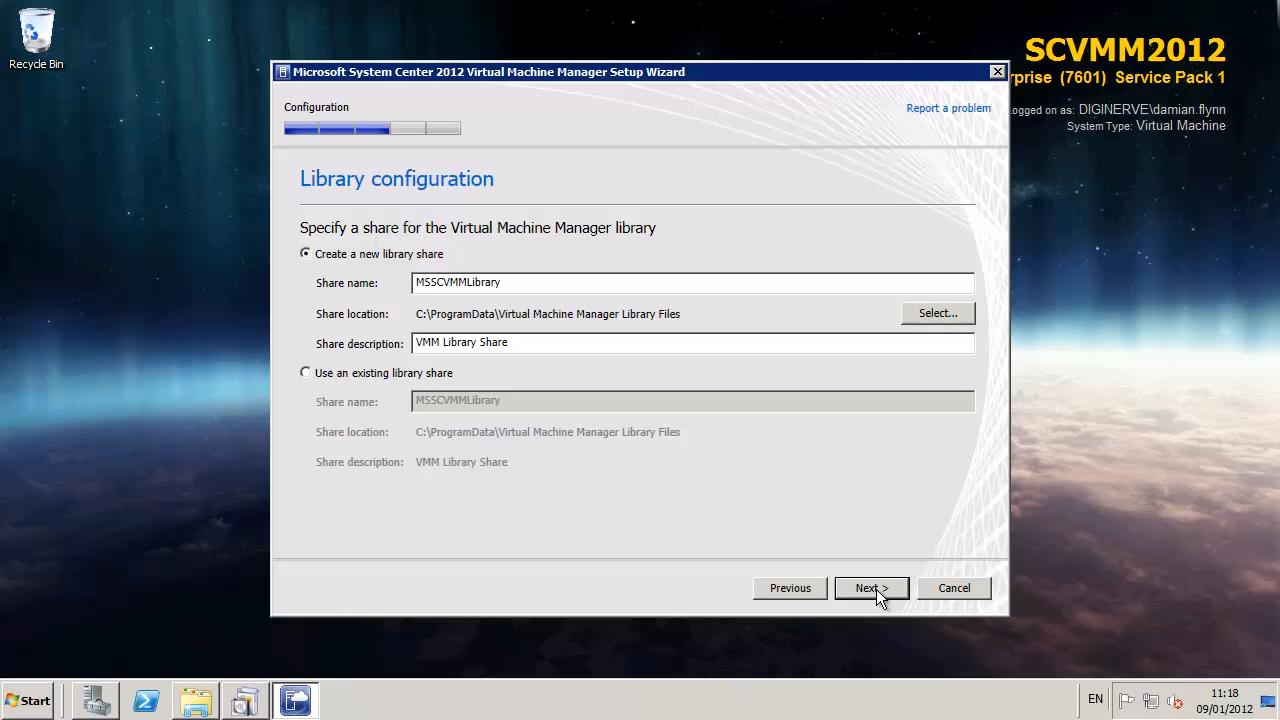 Recycle Bin
SCVMM2012
rprise (7601) Service Pack 1
Logged on as: DIGINERVE\damian.flynn
System Type: Virtual Machine
Microsoft System Center 2012 Virtual Machine Manager Setup Wizard
Configuration
Report a problem
Library configuration
Specify a share for the Virtual Machine Manager library
Create a new library share
Share name: MSSCVMMLibrary
Share location: C:\ProgramData\Virtual Machine Manager Library Files Select...
Share description: VMM Library Share
Use an existing library share
Share name: MSSCVMMLibrary
Share location: C:\ProgramData\Virtual Machine Manager Library Files
Share description: VMM Library Share
Previous Next > Cancel
Start
EN
11:18
09/01/2012